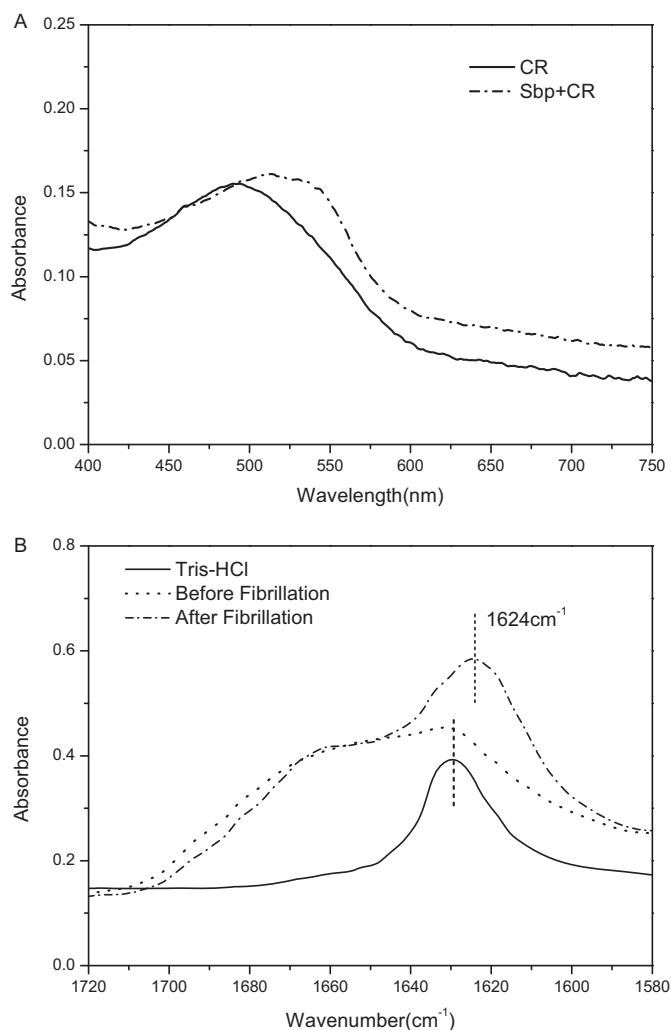 A
0.25
0.20
0.15
0.10
0.05
0.00
Absorbance
CR
Sbp+CR
400 450 500 550 600 650 700 750
Wavelength(nm)
B
0.8
0.6
0.4
0.2
0.0
Absorbance
Tris-HCl
Before Fibrillation
After Fibrillation
1624cm⁻¹
1720 1700 1660 1640 1620 1600 1580
Wavenumber(cm⁻¹)